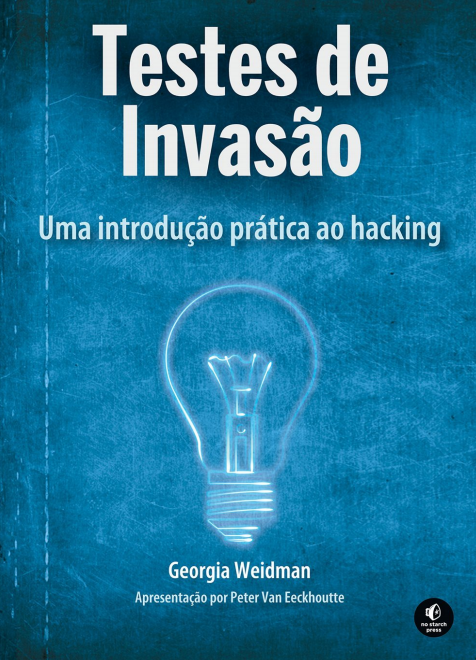 Testes de
Invasão
Uma introdução prática ao hacking
Georgia Weidman
Apresentação por Peter Van Eeckhoutte
no starch
press